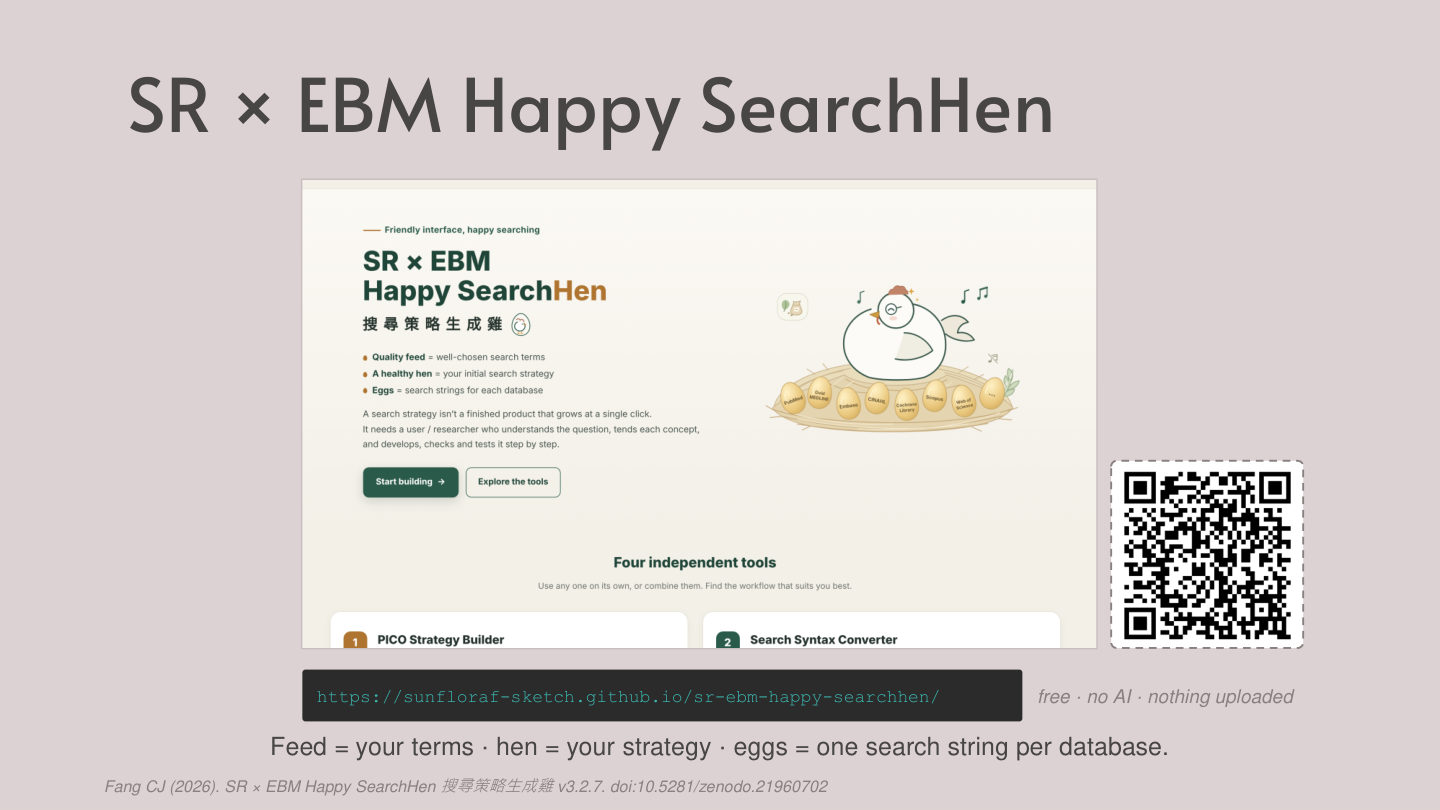 SR × EBM Happy SearchHen
Friendly interface, happy searching
SR × EBM
Happy SearchHen
搜尋策略生成雞
Quality feed = well-chosen search terms
A healthy hen = your initial search strategy
Eggs = search strings for each database
A search strategy isn't a finished product that grows at a single click.
It needs a user / researcher who understands the question, tends each concept,
and develops, checks and tests it step by step.
Start building →
Explore the tools
PubMed
Ovid
MEDLINE
Embase
CINAHL
Cochrane
Library
Scopus
Web of
Science
...
Four independent tools
Use any one on its own, or combine them. Find the workflow that suits you best.
1 PICO Strategy Builder
2 Search Syntax Converter
https://sunfloraf-sketch.github.io/sr-ebm-happy-searchhen/
free · no AI · nothing uploaded
Feed = your terms · hen = your strategy · eggs = one search string per database.
Fang CJ (2026). SR × EBM Happy SearchHen 搜尋策略生成雞 v3.2.7. doi:10.5281/zenodo.21960702